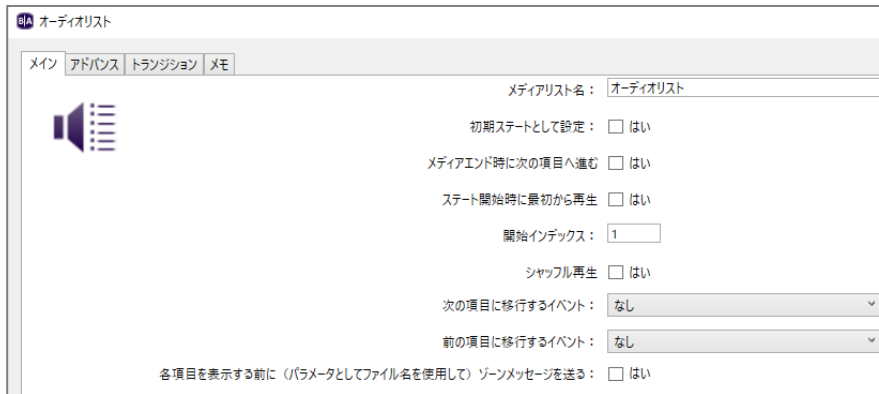 B|A オーディオリスト
メイン アドバンス トランジション メモ
メディアリスト名： オーディオリスト
初期ステートとして設定： はい
メディアエンド時に次の項目へ進む はい
ステート開始時に最初から再生 はい
開始インデックス： 1
シャッフル再生 はい
次の項目に移行するイベント： なし
前の項目に移行するイベント： なし
各項目を表示する前に（パラメータとしてファイル名を使用して）ゾーンメッセージを送る： はい